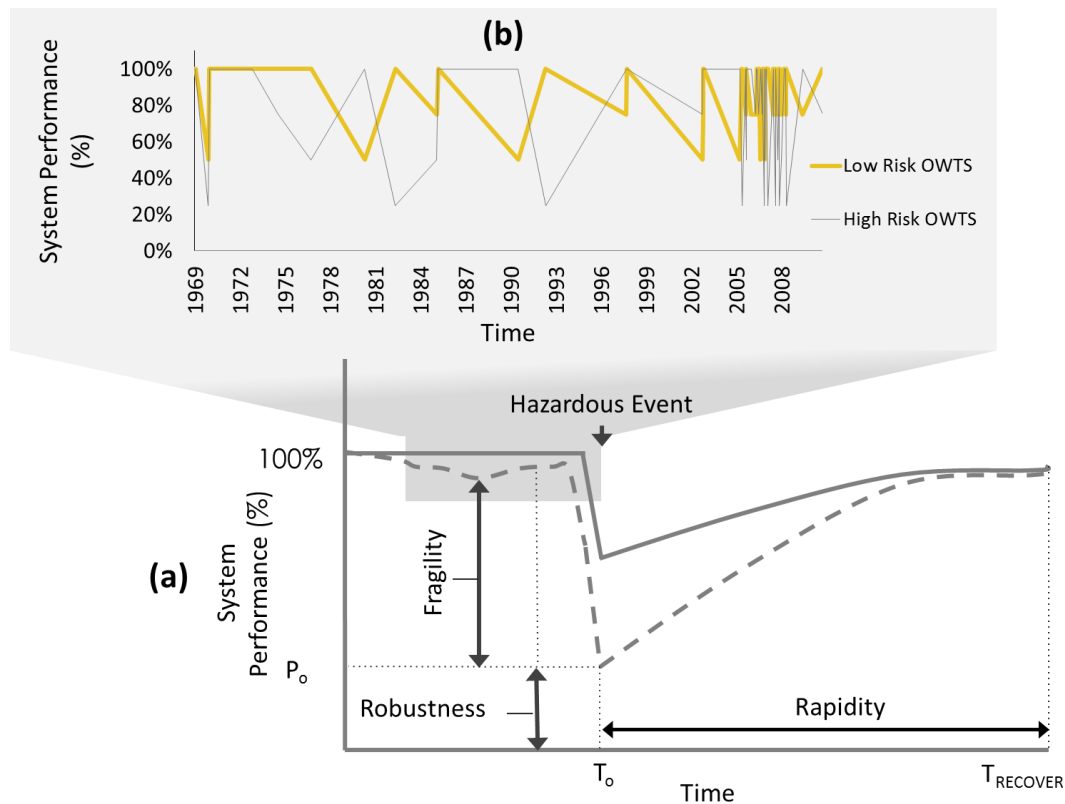 (b)
System Performance
(%)
100%
80%
60%
40%
20%
0%
1969
1972
1975
1981
1984
1987
1990
1993
1996
1999
2002
2005
2008
Time
Low Risk OWTS
High Risk OWTS
Hazardous Event
100%
System
Performance (%)
(a)
Fragility
Po
Robustness
Rapidity
To
TRECOVER
Time